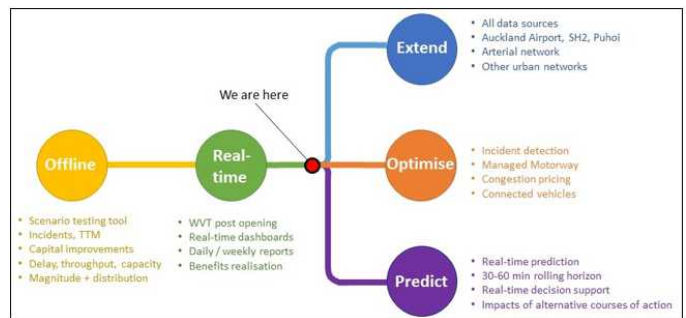 Extend
• All data sources
• Auckland Airport, SH2, Puhoi
• Arterial network
• Other urban networks
We are here
Offline
Real-
time
Optimise
• Incident detection
• Managed Motorway
• Congestion pricing
• Connected vehicles
• Scenario testing tool
• Incidents, TTM
• Capital improvements
• Delay, throughput, capacity
• Magnitude + distribution
• WVT post opening
• Real-time dashboards
• Daily / weekly reports
• Benefits realisation
Predict
• Real-time prediction
• 30-60 min rolling horizon
• Real-time decision support
• Impacts of alternative courses of action